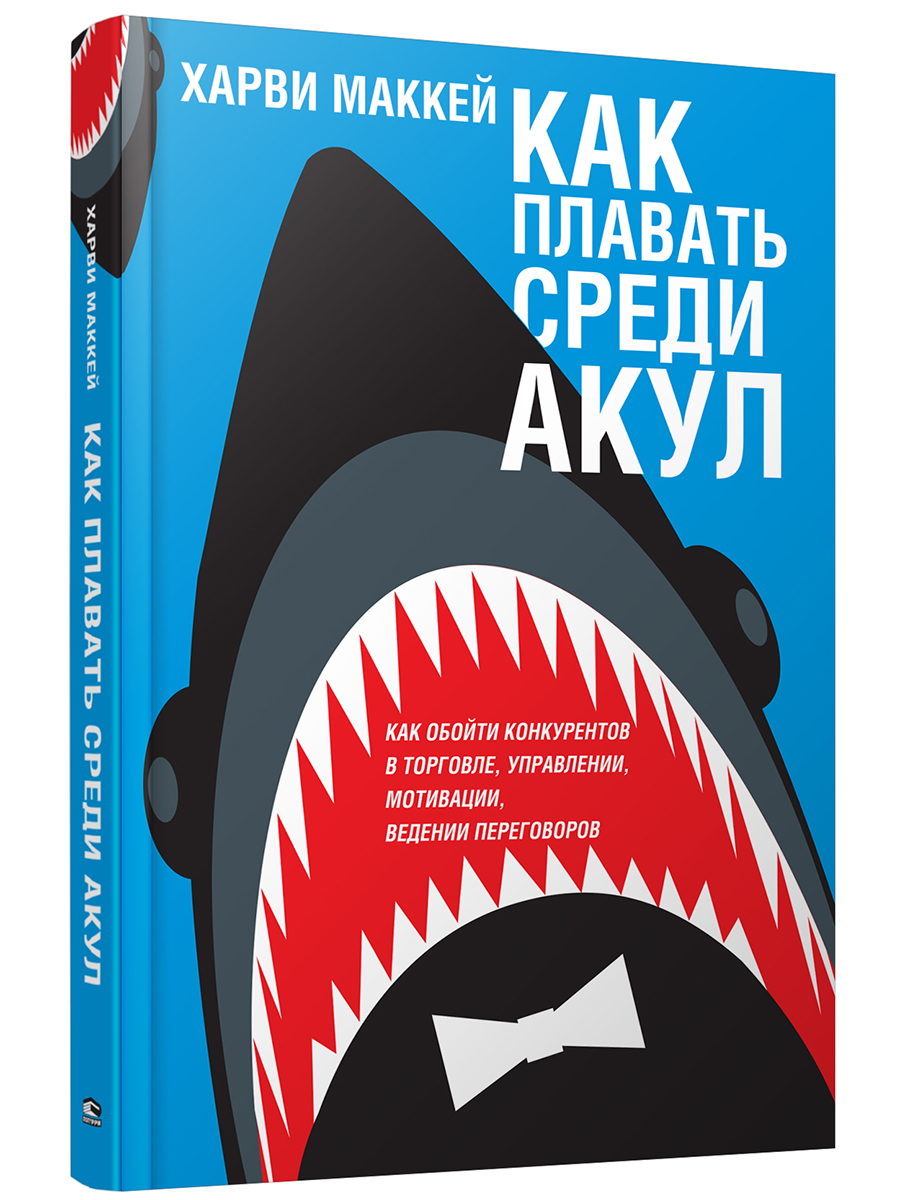 ХАРВИ МАККЕЙ
КАК
ПЛАВАТЬ
СРЕДИ
АКУЛ
КАК ОБОЙТИ КОНКУРЕНТОВ
В ТОРГОВЛЕ, УПРАВЛЕНИИ,
МОТИВАЦИИ,
ВЕДЕНИИ ПЕРЕГОВОРОВ
ХАРВИ МАККЕЙ КАК ПЛАВАТЬ СРЕДИ АКУЛ